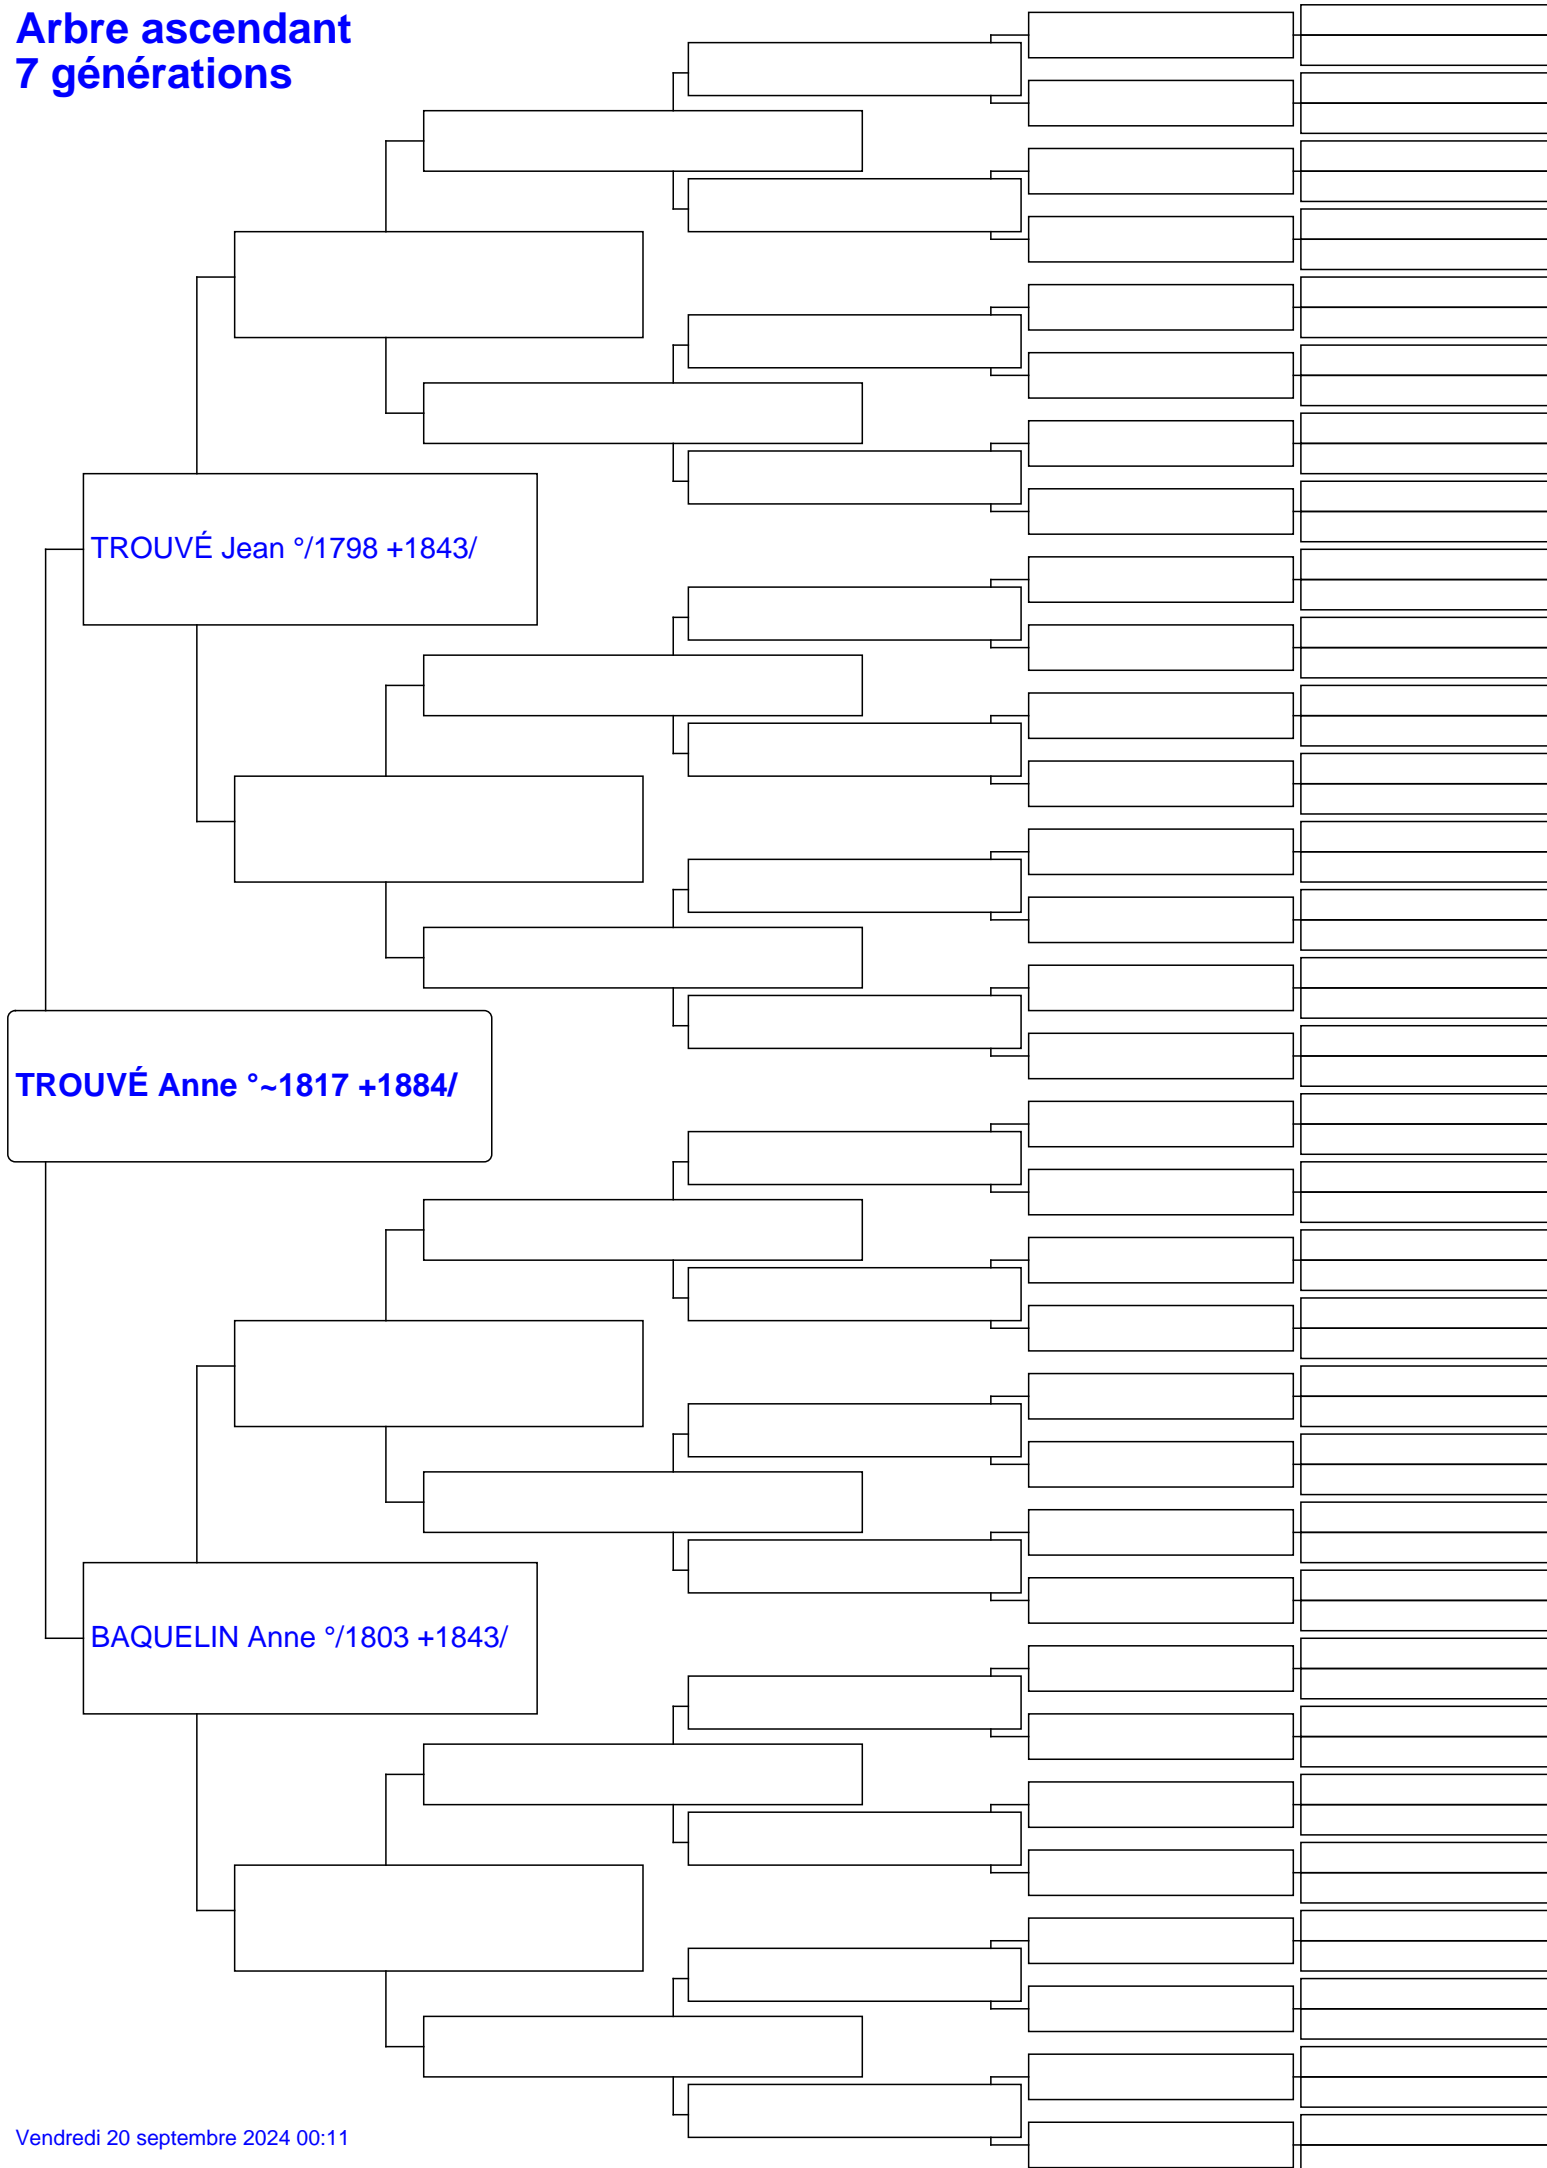 Arbre ascendant
7 générations
TROUVÉ Jean °/1798 +1843/
TROUVÉ Anne °~1817 +1884/
BAQUELIN Anne °/1803 +1843/
Vendredi 20 septembre 2024 00:11